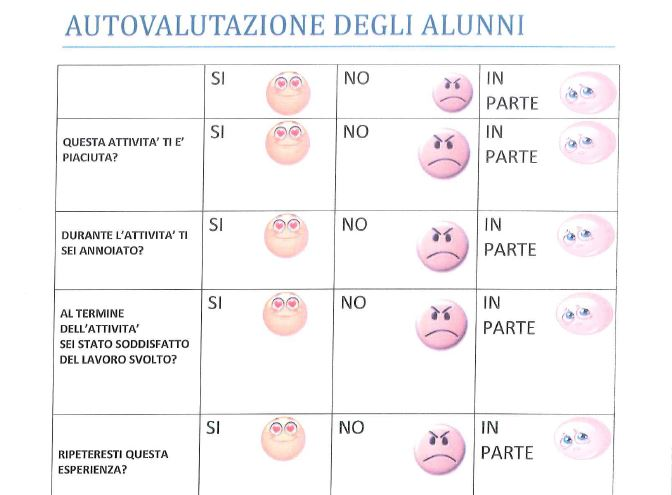 AUTOVALUTAZIONE DEGLI ALUNNI
SI NO IN
PARTE
QUESTA ATTIVITA' TI E'
PIACIUTA?
SI NO IN
PARTE
DURANTE L'ATTIVITA' TI
SEI ANNOIATO?
SI NO IN
PARTE
AL TERMINE
DELL'ATTIVITA'
SEI STATO SODDISFATTO
DEL LAVORO SVOLTO?
SI NO IN
PARTE
RIPETERESTI QUESTA
ESPERIENZA?
SI NO IN
PARTE